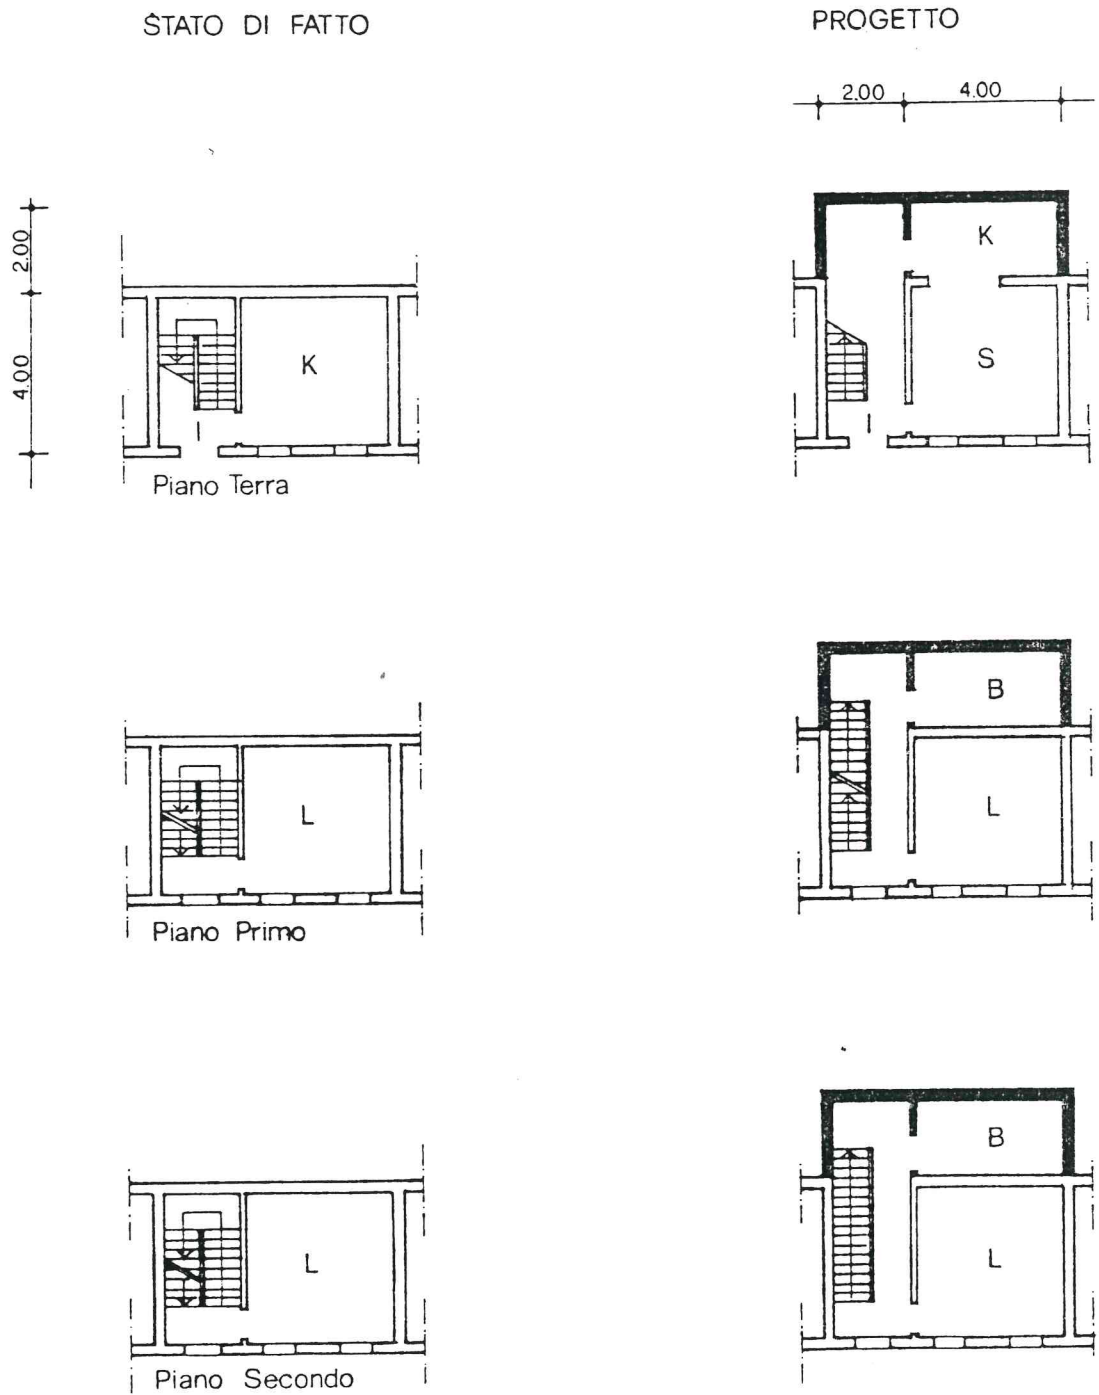 STATO DI FATTO
PROGETTO
2.00 4.00
2.00
4.00
K
I
Piano Terra
K
S
I
L
Piano Primo
B
L
L
Piano Secondo
B
L